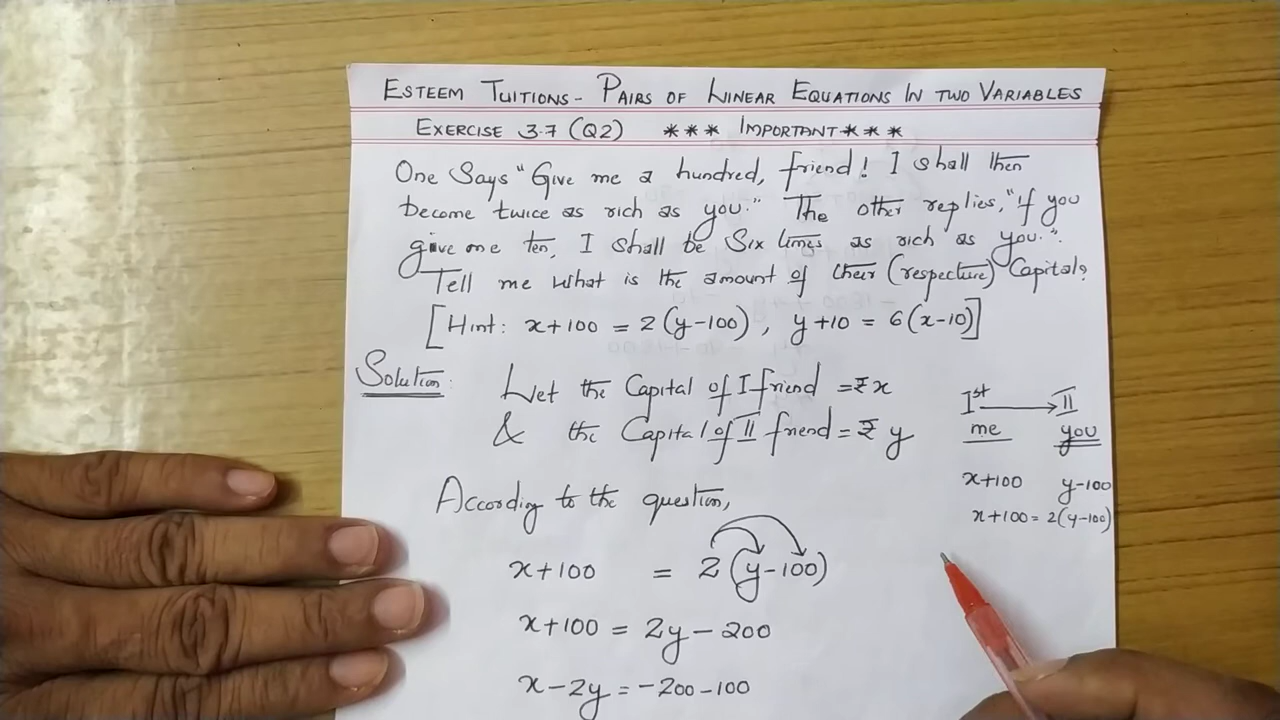 ESTEEM TUITIONS - PAIRS OF LINEAR EQUATIONS IN TWO VARIABLES
EXERCISE 3.7 (Q2) *** IMPORTANT ***
One Says "Give me a hundred, friend! I shall then
become twice as rich as you." The other replies, "if you
give me ten, I shall be Six times as rich as you.".
Tell me what is the amount of their (respective) Capital?
[Hint: x+100 = 2(y-100), y+10 = 6(x-10)]
Solution: Let the Capital of I friend = ₹ x
& the Capital of II friend = ₹ y
Ist → II
me you
x+100 y-100
x+100 = 2(y-100)
According to the question,
x+100 = 2(y-100)
x+100 = 2y - 200
x-2y = -200-100